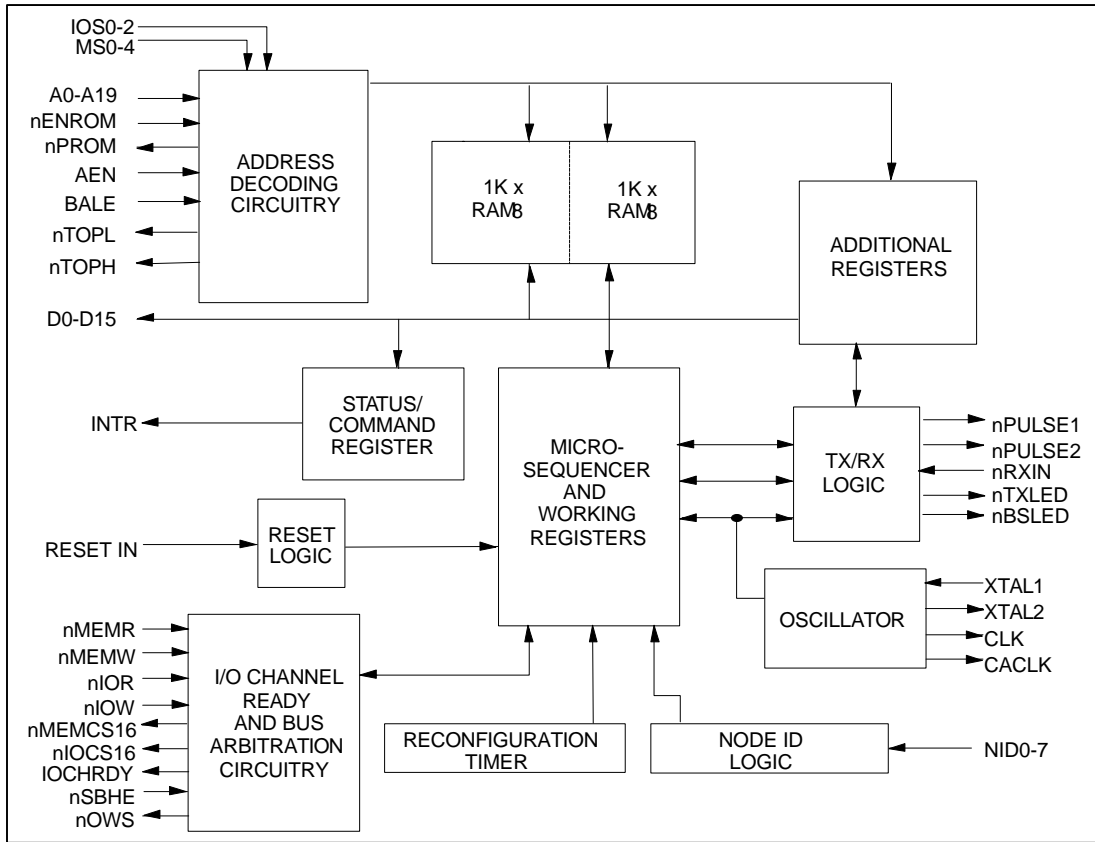 IOS0-2
MS0-4
A0-A19
nENROM
nPROM
AEN
BALE
nTOPL
nTOPH
D0-D15
ADDRESS
DECODING
CIRCUITRY
1K x
RAM8
1K x
RAM8
ADDITIONAL
REGISTERS
INTR
STATUS/
COMMAND
REGISTER
MICRO-
SEQUENCER
AND
WORKING
REGISTERS
TX/RX
LOGIC
nPULSE1
nPULSE2
nRXIN
nTXLED
nBSLED
RESET IN
RESET
LOGIC
OSCILLATOR
XTAL1
XTAL2
CLK
CACLK
nMEMR
nMEMW
nIOR
nIOW
nMEMCS16
nIOCS16
IOCHRDY
nSBHE
nOWS
I/O CHANNEL
READY
AND BUS
ARBITRATION
CIRCUITRY
RECONFIGURATION
TIMER
NODE ID
LOGIC
NID0-7